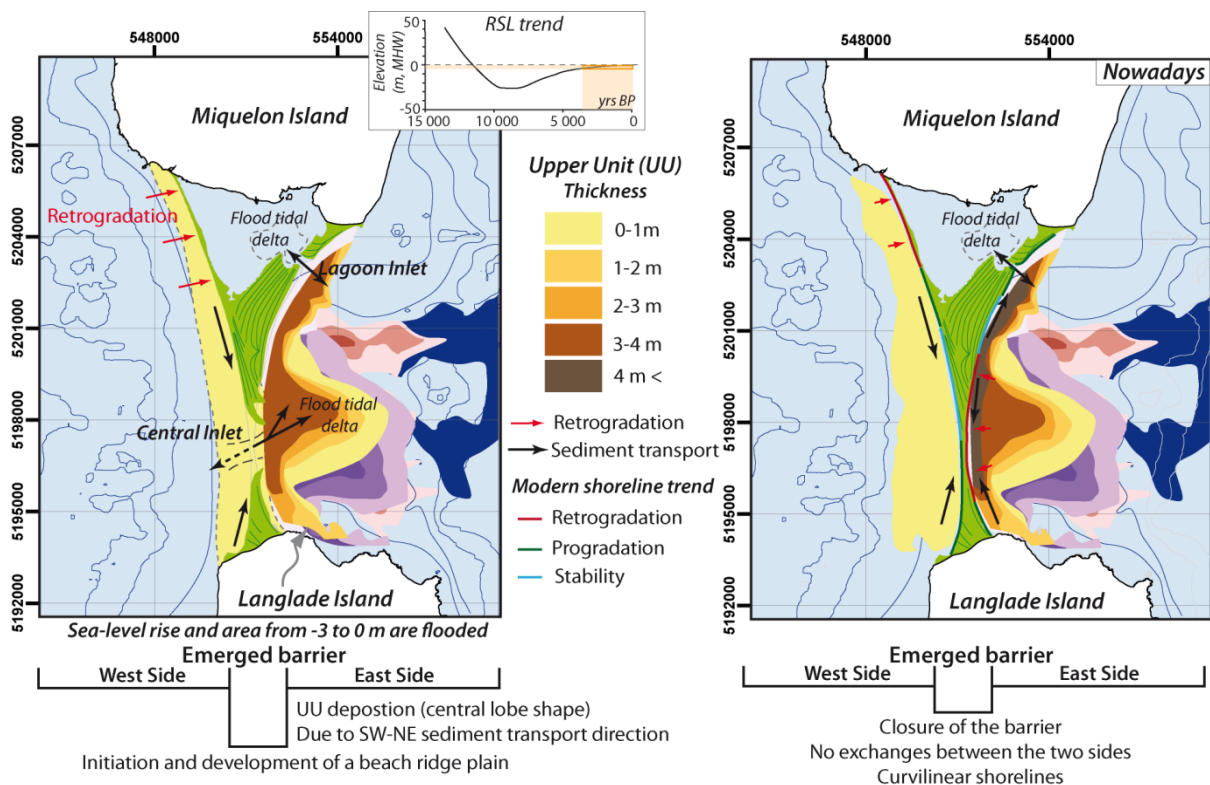 548000
554000
5207000
5204000
5201000
5198000
5195000
5192000
Miquelon Island
Retrogradation
Flood tidal
delta
Lagoon Inlet
Flood tidal
delta
Central Inlet
Langlade Island
Sea-level rise and area from -3 to 0 m are flooded
Emerged barrier
West Side
East Side
UU depostion (central lobe shape)
Due to SW-NE sediment transport direction
Initiation and development of a beach ridge plain
RSL trend
Elevation
(m, MHW)
50
0
-50
yrs BP
15 000
10 000
5 000
0
Upper Unit (UU)
Thickness
0-1m
1-2 m
2-3 m
3-4 m
4 m <
Retrogradation
Sediment transport
Modern shoreline trend
Retrogradation
Progradation
Stability
548000
554000
Nowadays
5207000
5204000
5201000
5198000
5195000
5192000
Miquelon Island
Flood tidal
delta
Langlade Island
Emerged barrier
West Side
East Side
Closure of the barrier
No exchanges between the two sides
Curvilinear shorelines